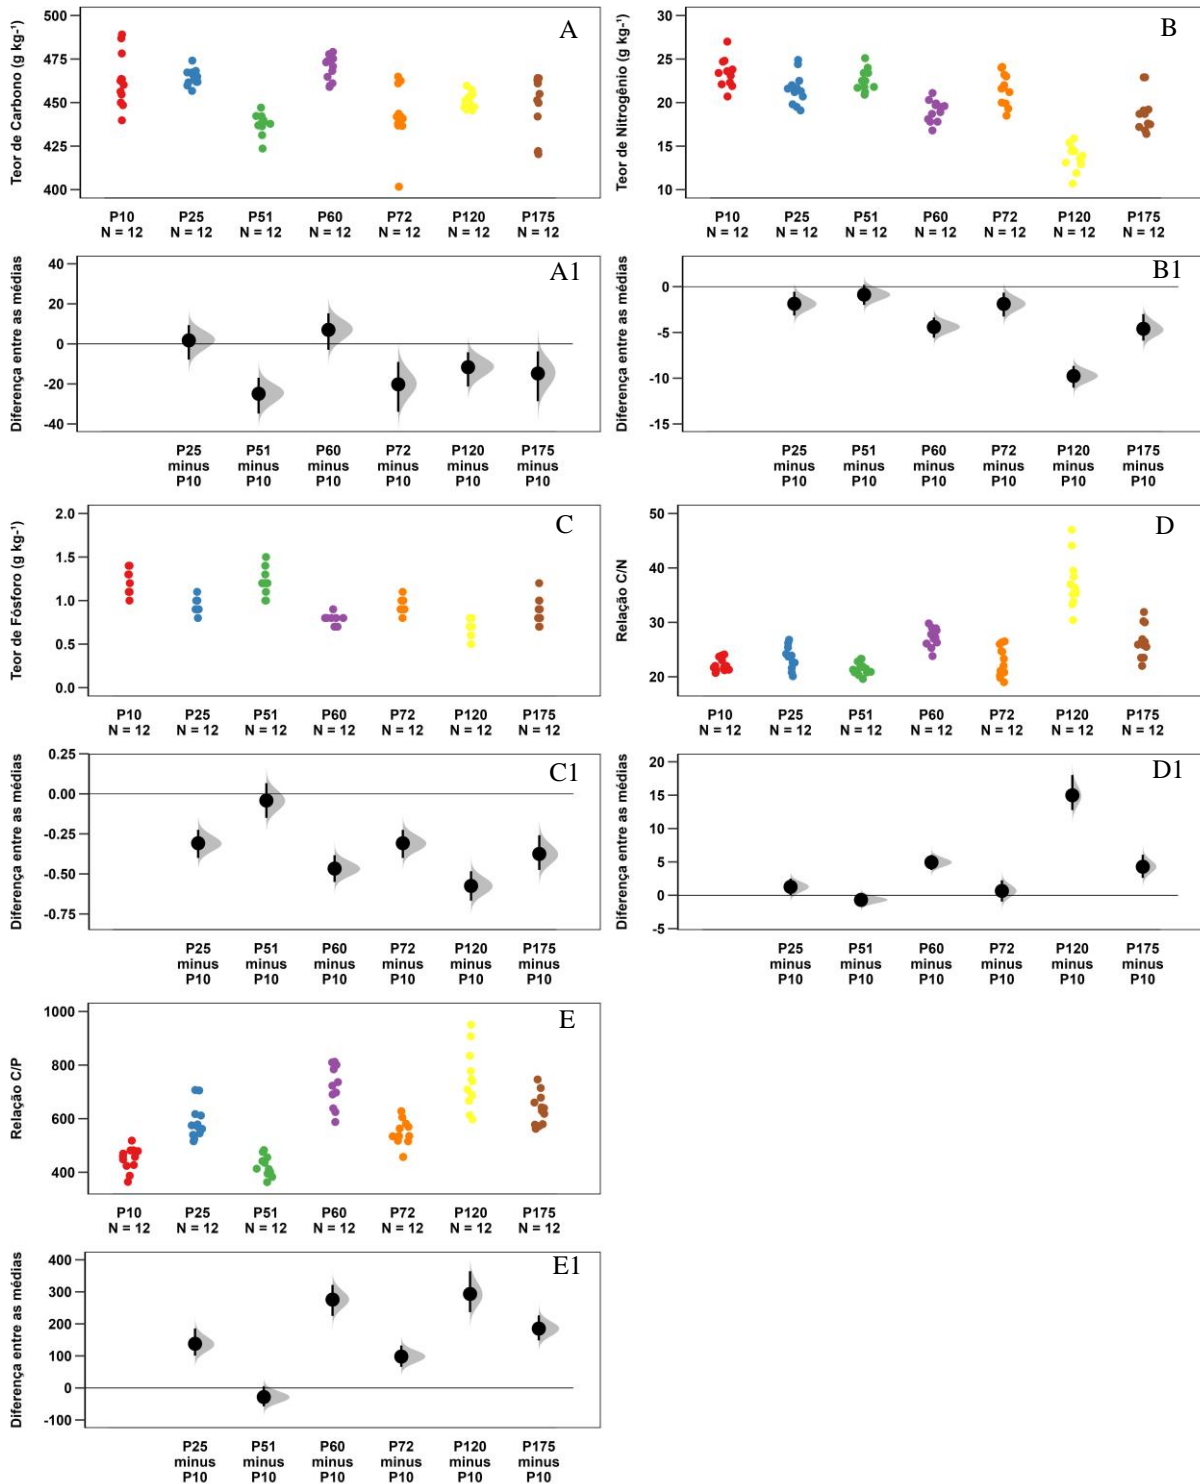 A
Teor de Carbono (g kg⁻¹)
500
475
450
425
400
P10 P25 P51 P60 P72 P120 P175
N = 12 N = 12 N = 12 N = 12 N = 12 N = 12 N = 12
B
Teor de Nitrogênio (g kg⁻¹)
30
25
20
15
10
P10 P25 P51 P60 P72 P120 P175
N = 12 N = 12 N = 12 N = 12 N = 12 N = 12 N = 12
A1
Diferença entre as médias
40
20
0
-20
-40
P25 P51 P60 P72 P120 P175
minus minus minus minus minus minus
P10 P10 P10 P10 P10 P10
B1
Diferença entre as médias
0
-5
-10
-15
P25 P51 P60 P72 P120 P175
minus minus minus minus minus minus
P10 P10 P10 P10 P10 P10
C
Teor de Fósforo (g kg⁻¹)
2.0
1.5
1.0
0.5
0.0
P10 P25 P51 P60 P72 P120 P175
N = 12 N = 12 N = 12 N = 12 N = 12 N = 12 N = 12
D
Relação C/N
50
40
30
20
P10 P25 P51 P60 P72 P120 P175
N = 12 N = 12 N = 12 N = 12 N = 12 N = 12 N = 12
C1
Diferença entre as médias
0.25
0.00
-0.25
-0.50
-0.75
P25 P51 P60 P72 P120 P175
minus minus minus minus minus minus
P10 P10 P10 P10 P10 P10
D1
Diferença entre as médias
20
15
10
5
0
-5
P25 P51 P60 P72 P120 P175
minus minus minus minus minus minus
P10 P10 P10 P10 P10 P10
E
Relação C/P
1000
800
600
400
P10 P25 P51 P60 P72 P120 P175
N = 12 N = 12 N = 12 N = 12 N = 12 N = 12 N = 12
E1
Diferença entre as médias
400
300
200
100
0
-100
P25 P51 P60 P72 P120 P175
minus minus minus minus minus minus
P10 P10 P10 P10 P10 P10